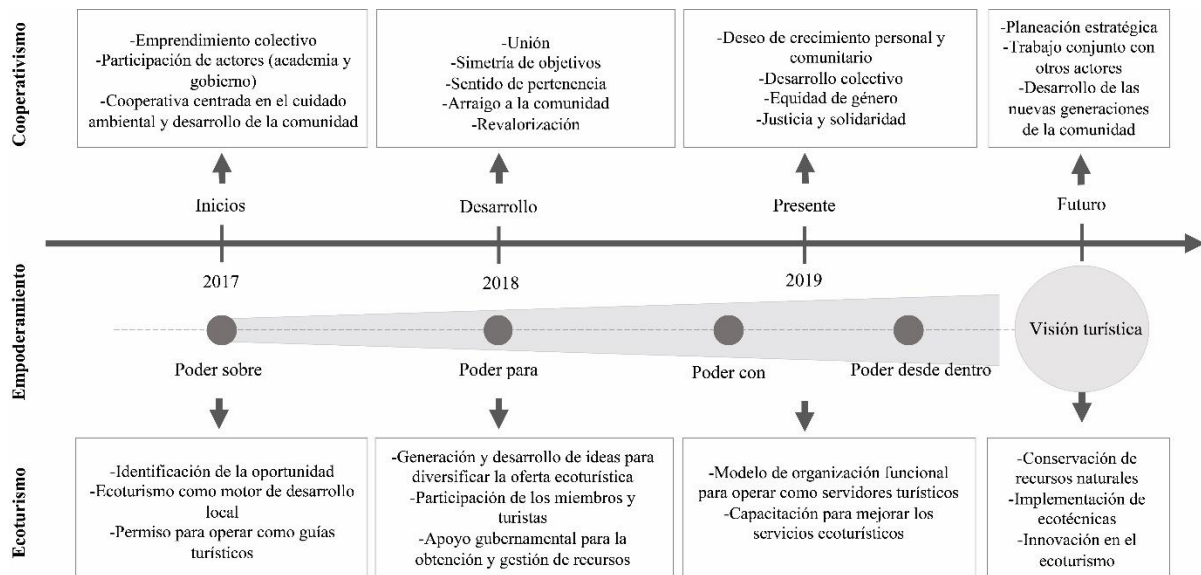 Cooperativismo
-Emprendimiento colectivo
-Participación de actores (academia y
gobierno)
-Cooperativa centrada en el cuidado
ambiental y desarrollo de la comunidad
-Unión
-Simetría de objetivos
-Sentido de pertenencia
-Arraigo a la comunidad
-Revalorización
-Deseo de crecimiento personal y
comunitario
-Desarrollo colectivo
-Equidad de género
-Justicia y solidaridad
-Planeación estratégica
-Trabajo conjunto con
otros actores
-Desarrollo de las
nuevas generaciones
de la comunidad
Inicios
Desarrollo
Presente
Futuro
2017
2018
2019
Empoderamiento
Visión turística
Poder sobre
Poder para
Poder con
Poder desde dentro
Ecoturismo
-Identificación de la oportunidad
-Ecoturismo como motor de desarrollo
local
-Permiso para operar como guías
turísticos
-Generación y desarrollo de ideas para
diversificar la oferta ecoturística
-Participación de los miembros y
turistas
-Apoyo gubernamental para la
obtención y gestión de recursos
-Modelo de organización funcional
para operar como servidores turísticos
-Capacitación para mejorar los
servicios ecoturísticos
-Conservación de
recursos naturales
-Implementación de
ecotécnicas
-Innovación en el
ecoturismo